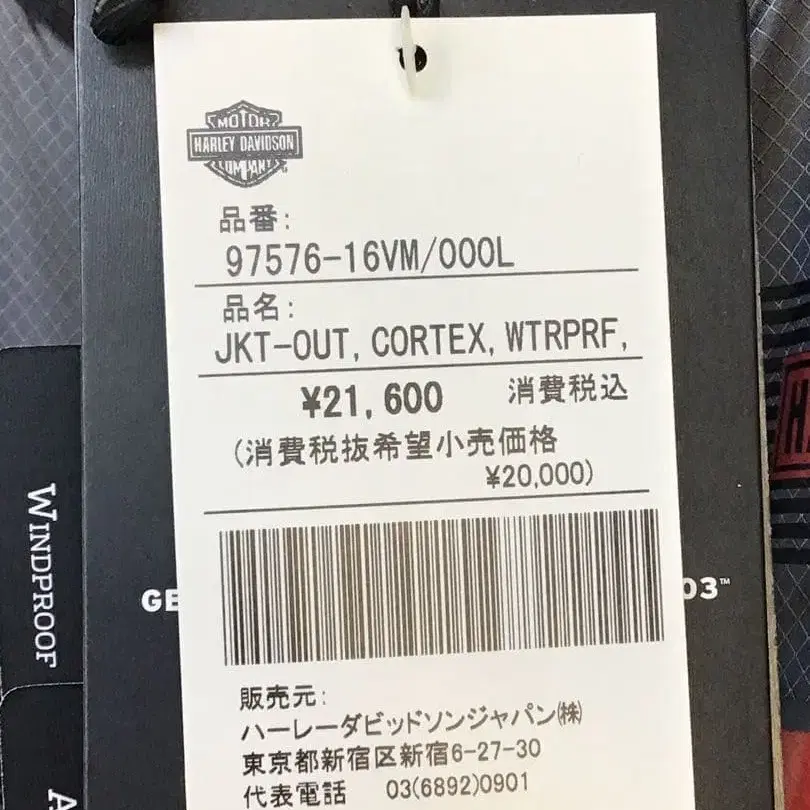 MOTOR
HARLEY DAVIDSON
COMPANY
品番:
97576-16VM/000L
品名:
JKT-OUT, CORTEX, WTRPRF,
¥21,600 消費税込
(消費税抜希望小売価格
¥20,000)
WINDPROOF
GE
03™
販売元:
ハーレーダビッドソンジャパン㈱
東京都新宿区新宿6-27-30
代表電話 03(6892)0901
A
H